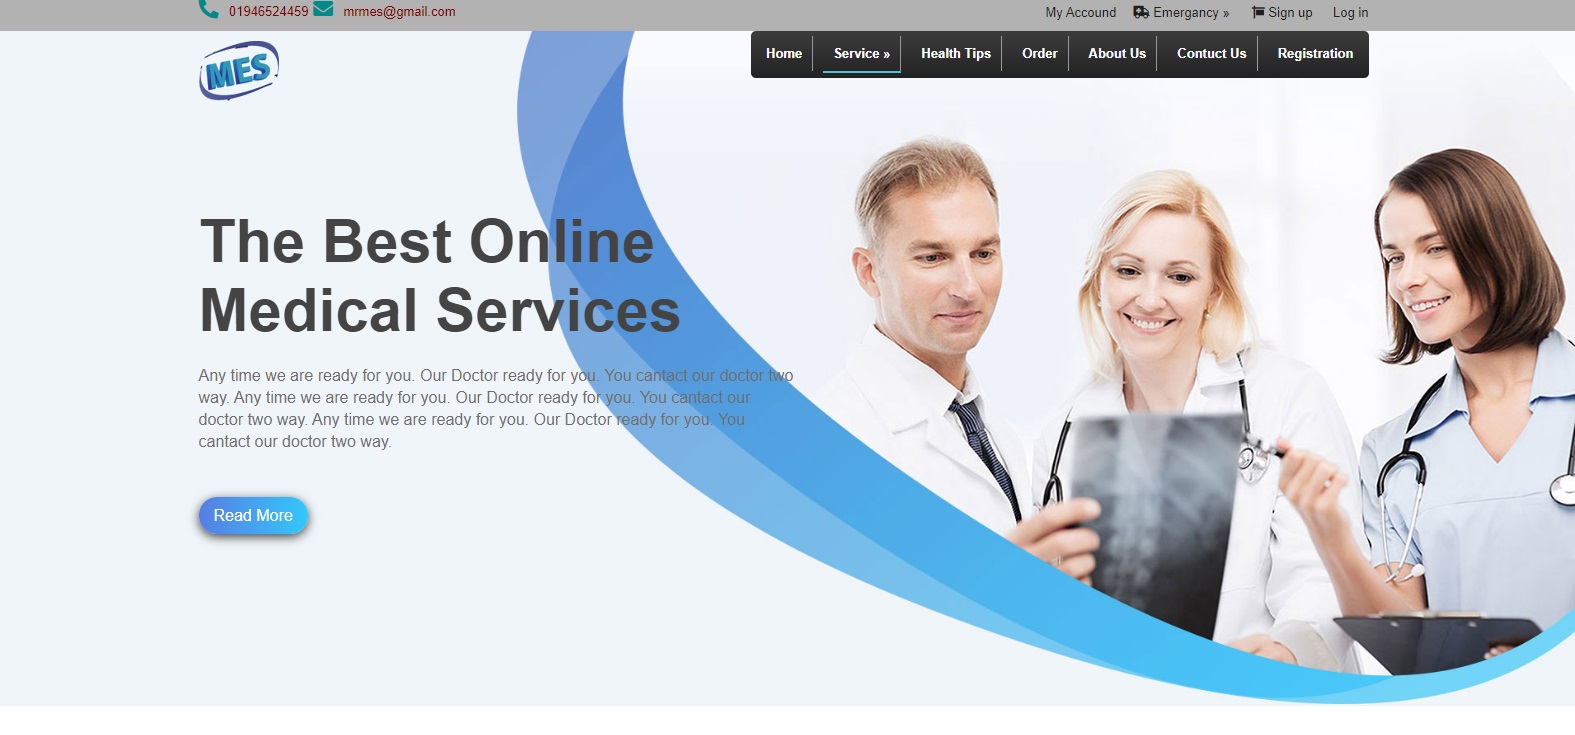 01946524459 mrmes@gmail.com My Accound Emergancy » Sign up Log in
MES
Home Service » Health Tips Order About Us Contuct Us Registration
The Best Online
Medical Services
Any time we are ready for you. Our Doctor ready for you. You cantact our doctor two
way. Any time we are ready for you. Our Doctor ready for you. You cantact our
doctor two way. Any time we are ready for you. Our Doctor ready for you. You
cantact our doctor two way.
Read More